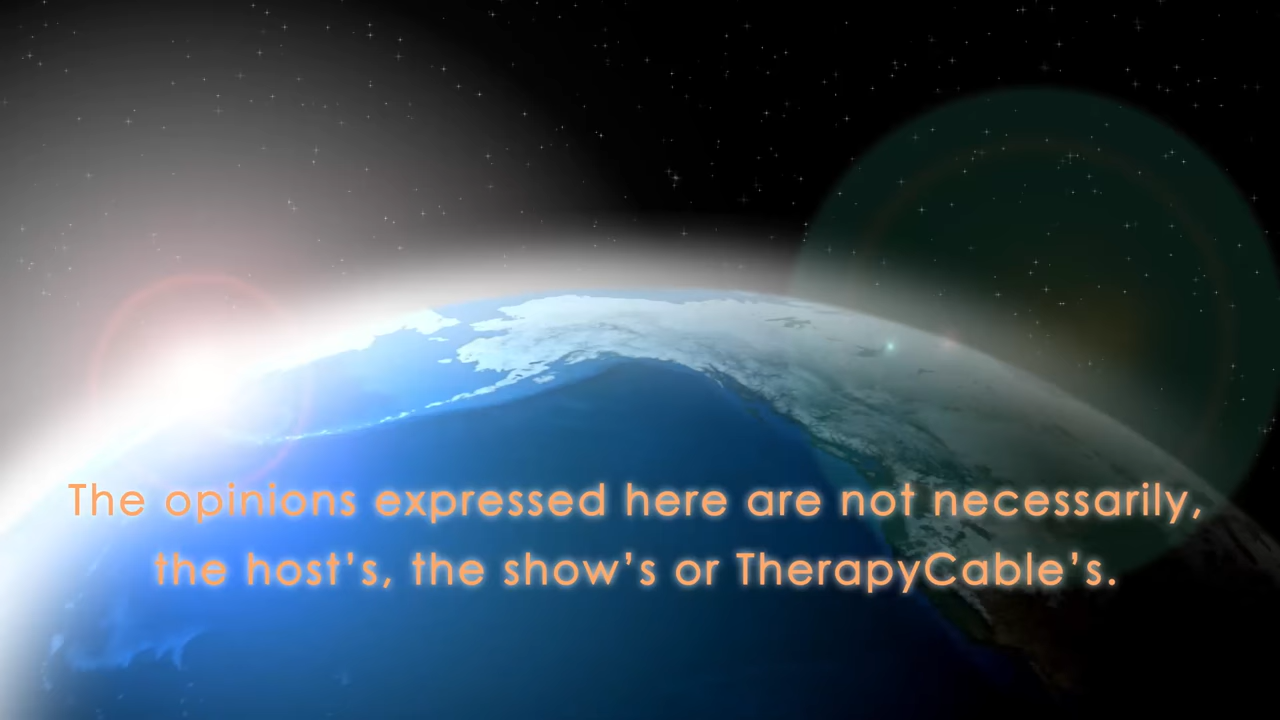 The opinions expressed here are not necessarily,
the host’s, the show’s or TherapyCable’s.